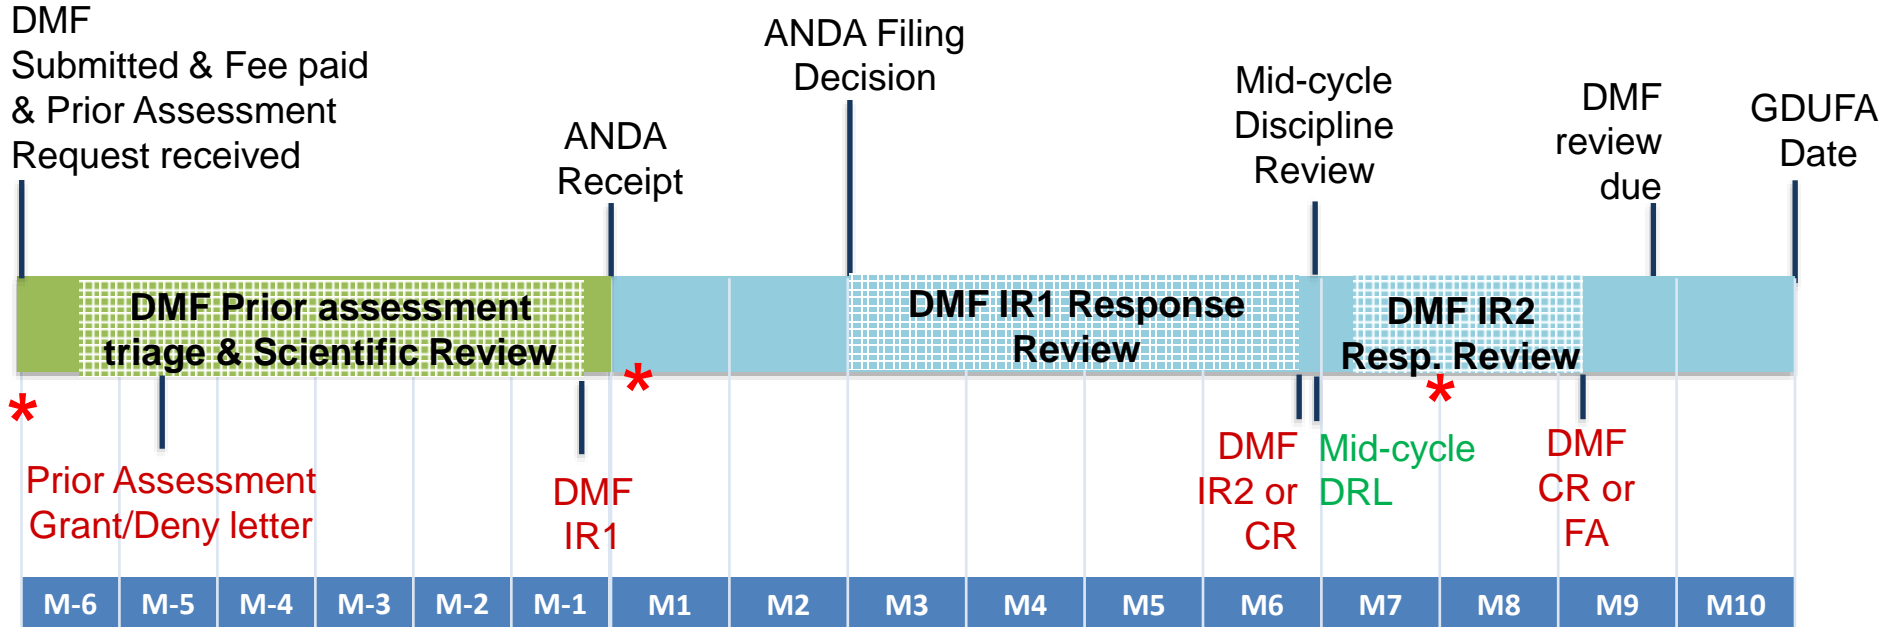 DMF
Submitted & Fee paid
& Prior Assessment
Request received
ANDA
Receipt
ANDA Filing
Decision
Mid-cycle
Discipline
Review
DMF
review
due
GDUFA
Date
DMF Prior assessment
triage & Scientific Review
DMF IR1 Response
Review
DMF IR2
Resp. Review
*
*
*
Prior Assessment
Grant/Deny letter
DMF
IR1
DMF
IR2 or
CR
Mid-cycle
DRL
DMF
CR or
FA
M-6 M-5 M-4 M-3 M-2 M-1 M1 M2 M3 M4 M5 M6 M7 M8 M9 M10